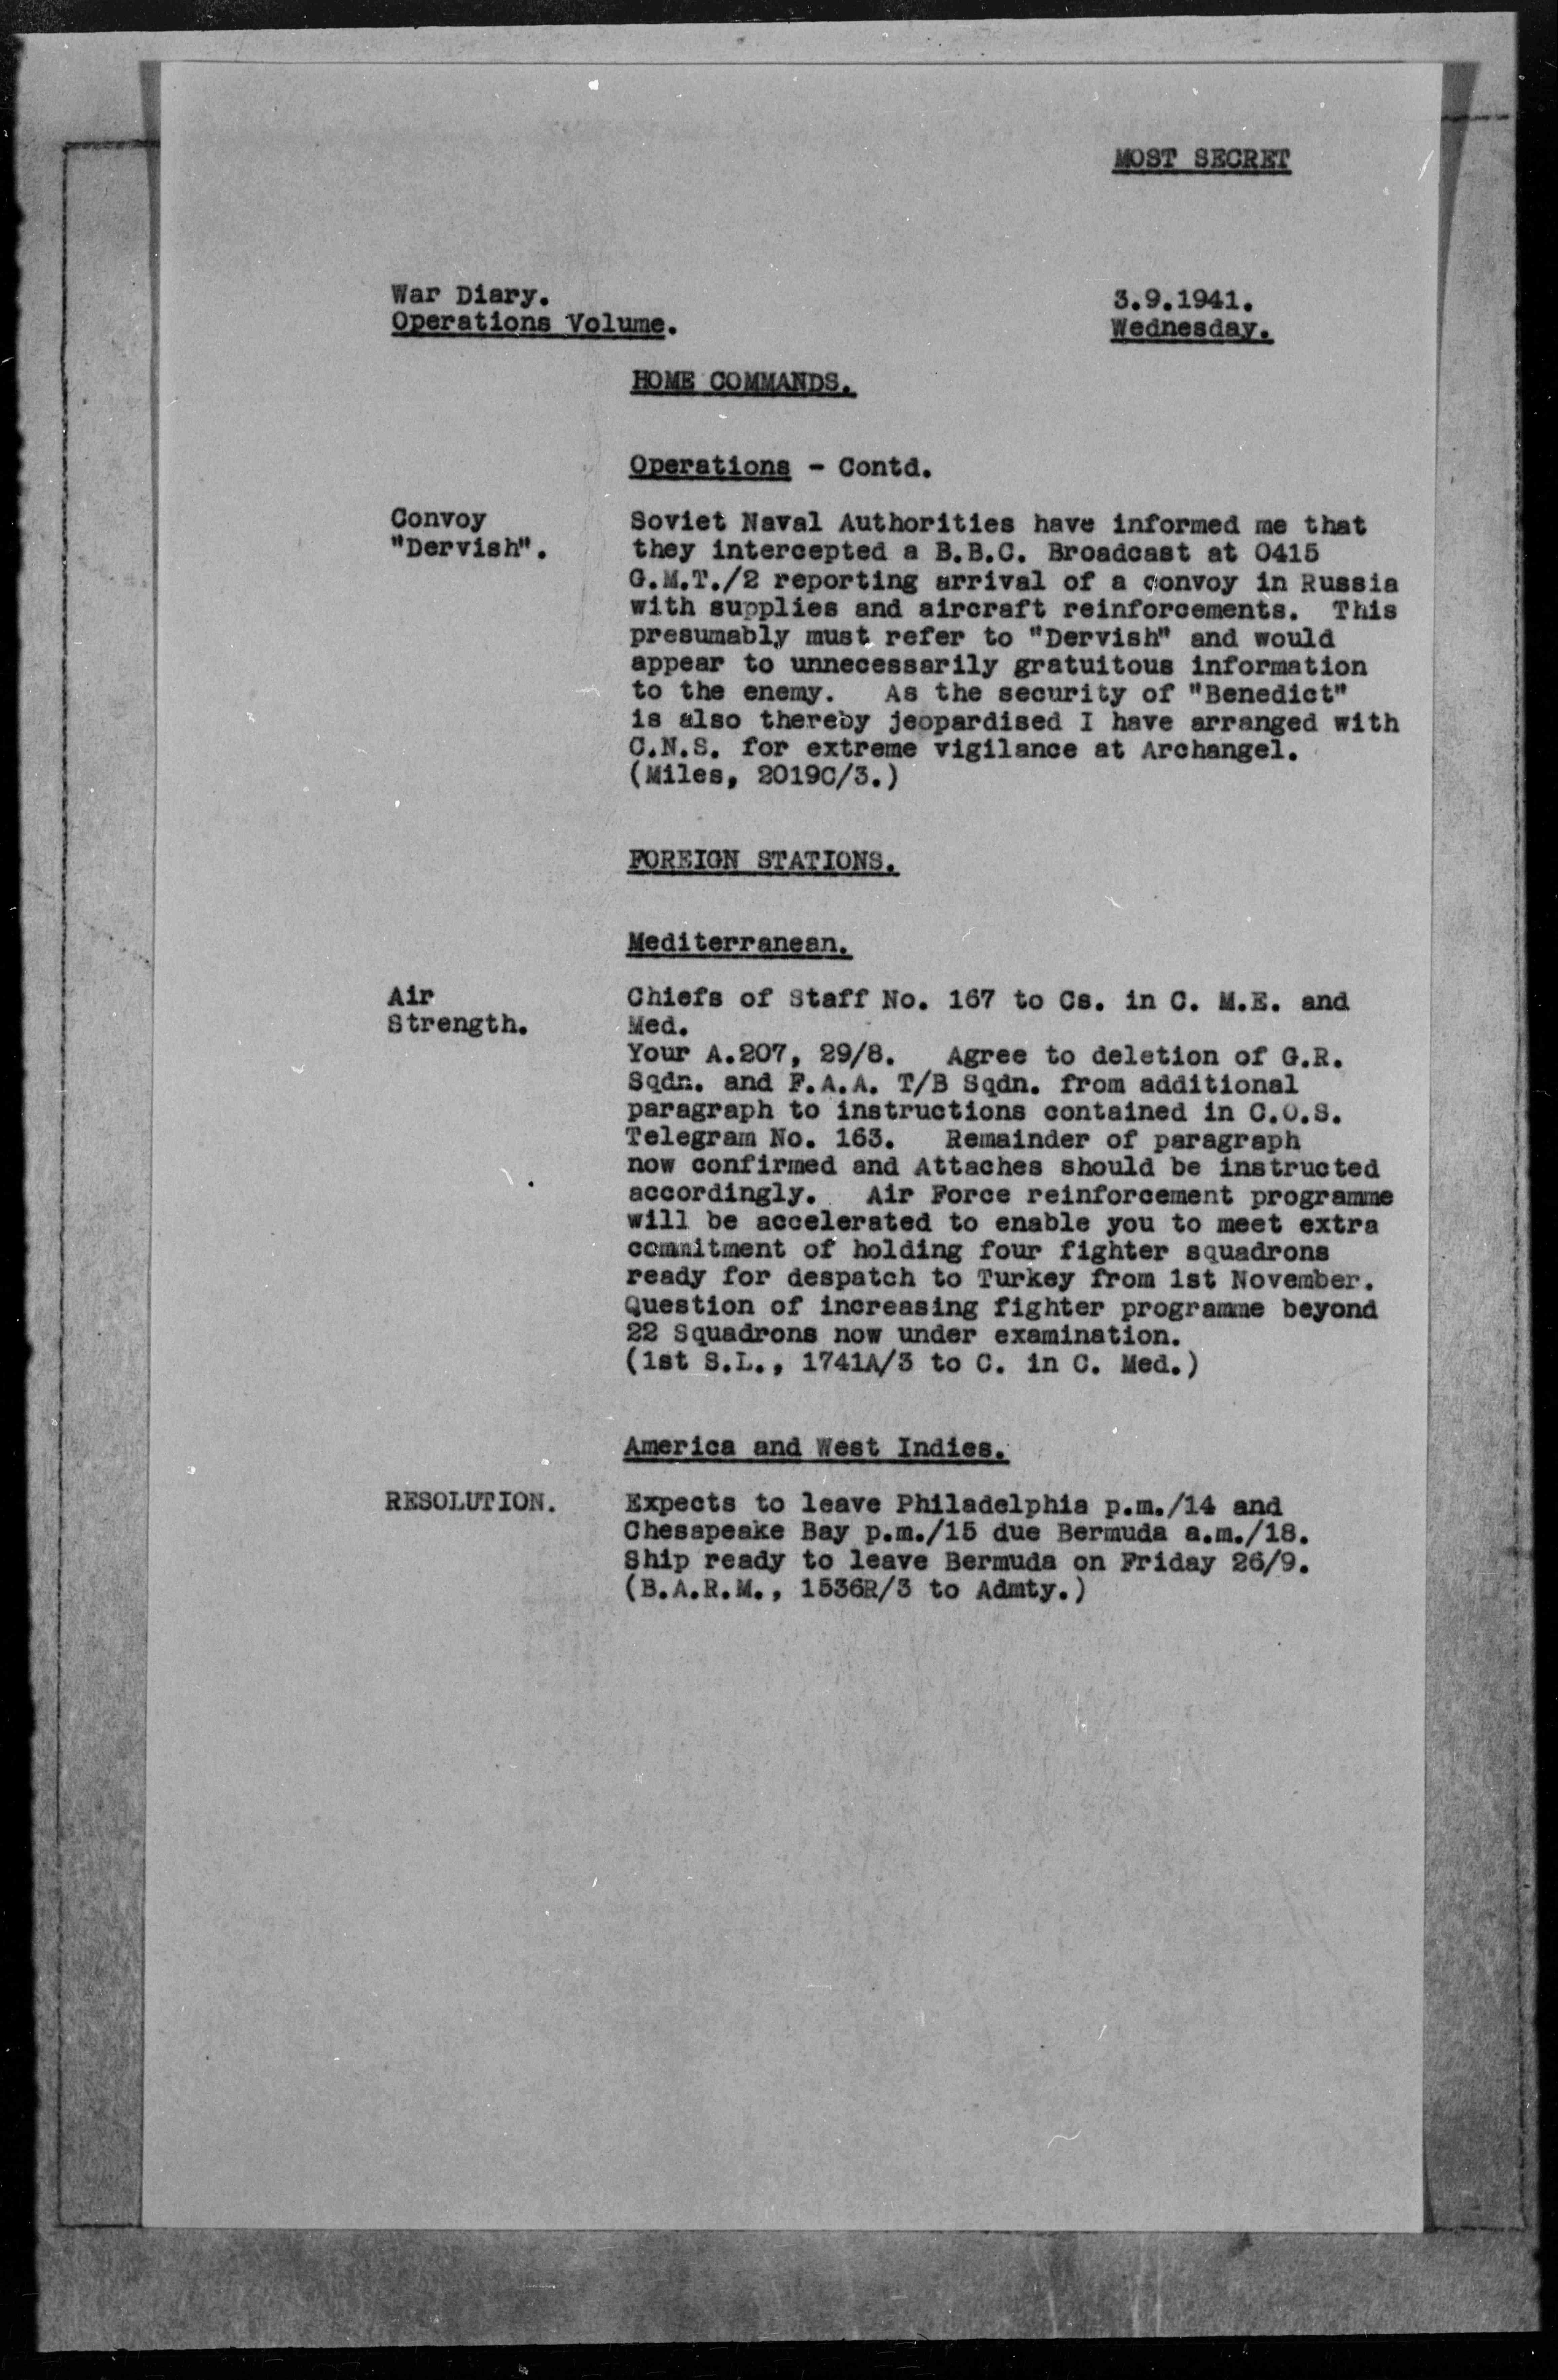 MOST SECRET
War Diary.
Operations Volume.
3.9.1941.
Wednesday.
HOME COMMANDS.
Operations - Contd.
Convoy
"Dervish".
Soviet Naval Authorities have informed me that
they intercepted a B.B.C. Broadcast at 0415
G.M.T./2 reporting arrival of a convoy in Russia
with supplies and aircraft reinforcements. This
presumably must refer to "Dervish" and would
appear to unnecessarily gratuitous information
to the enemy. As the security of "Benedict"
is also thereby jeopardised I have arranged with
C.N.S. for extreme vigilance at Archangel.
(Miles, 2019C/3.)
FOREIGN STATIONS.
Mediterranean.
Air
Strength.
Chiefs of Staff No. 167 to Cs. in C. M.E. and
Med.
Your A.207, 29/8. Agree to deletion of G.R.
Sqdn. and F.A.A. T/B Sqdn. from additional
paragraph to instructions contained in C.O.S.
Telegram No. 163. Remainder of paragraph
now confirmed and Attaches should be instructed
accordingly. Air Force reinforcement programme
will be accelerated to enable you to meet extra
commitment of holding four fighter squadrons
ready for despatch to Turkey from 1st November.
Question of increasing fighter programme beyond
22 Squadrons now under examination.
(1st S.L., 1741A/3 to C. in C. Med.)
America and West Indies.
RESOLUTION.
Expects to leave Philadelphia p.m./14 and
Chesapeake Bay p.m./15 due Bermuda a.m./18.
Ship ready to leave Bermuda on Friday 26/9.
(B.A.R.M., 1536R/3 to Admty.)